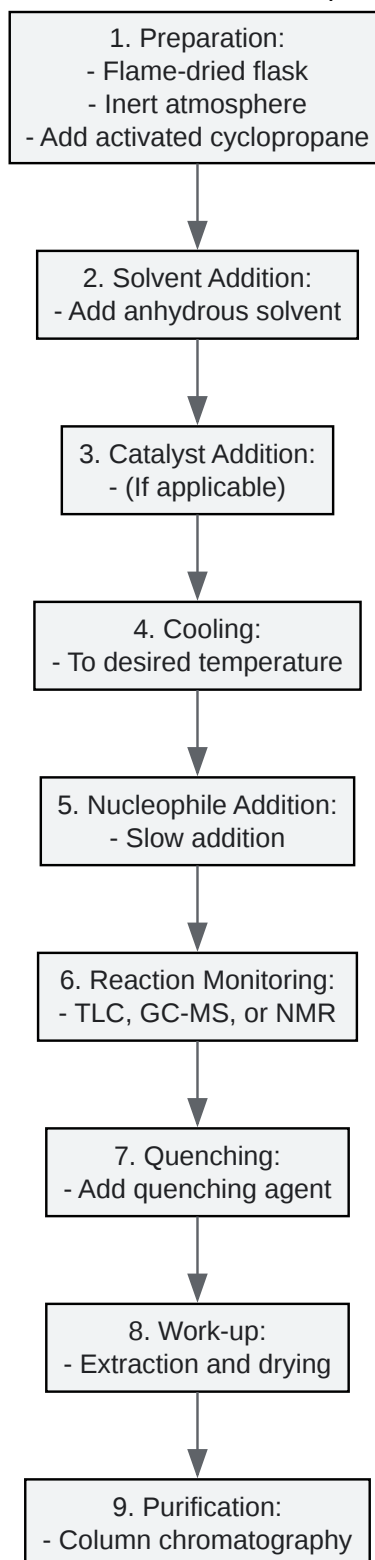 1. Preparation:
- Flame-dried flask
- Inert atmosphere
- Add activated cyclopropane
2. Solvent Addition:
- Add anhydrous solvent
3. Catalyst Addition:
- (If applicable)
4. Cooling:
- To desired temperature
5. Nucleophile Addition:
- Slow addition
6. Reaction Monitoring:
- TLC, GC-MS, or NMR
7. Quenching:
- Add quenching agent
8. Work-up:
- Extraction and drying
9. Purification:
- Column chromatography